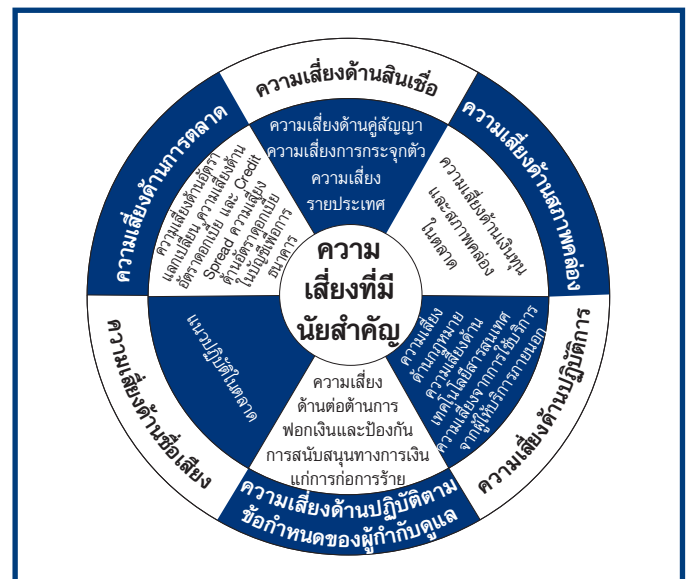 ความเสี่ยงด้านสินเชื่อ
ความเสี่ยงด้านคู่สัญญา
ความเสี่ยงการกระจุกตัว
ความเสี่ยง
รายประเทศ
ความเสี่ยงด้านสภาพคล่อง
ความเสี่ยงด้านเงินทุน
และสภาพคล่อง
ในตลาด
ความเสี่ยงด้านปฏิบัติการ
ความเสี่ยง
ด้านกฎหมาย
ความเสี่ยงด้าน
เทคโนโลยีสารสนเทศ
ความเสี่ยงจากการใช้บริการ
จากผู้ให้บริการภายนอก
ความเสี่ยงด้านปฏิบัติตาม
ข้อกำหนดของผู้กำกับดูแล
ความเสี่ยง
ด้านต่อต้านการ
ฟอกเงินและป้องกัน
การสนับสนุนทางการเงิน
แก่การก่อการร้าย
ความเสี่ยงด้านชื่อเสียง
แนวปฏิบัติในตลาด
ความเสี่ยงด้านการตลาด
ความเสี่ยงด้านอัตรา
แลกเปลี่ยน ความเสี่ยงด้าน
อัตราดอกเบี้ย และ Credit
Spread ความเสี่ยง
ด้านอัตราดอกเบี้ย
ในบัญชีเพื่อการ
ธนาคาร
ความ
เสี่ยงที่มี
นัยสำคัญ